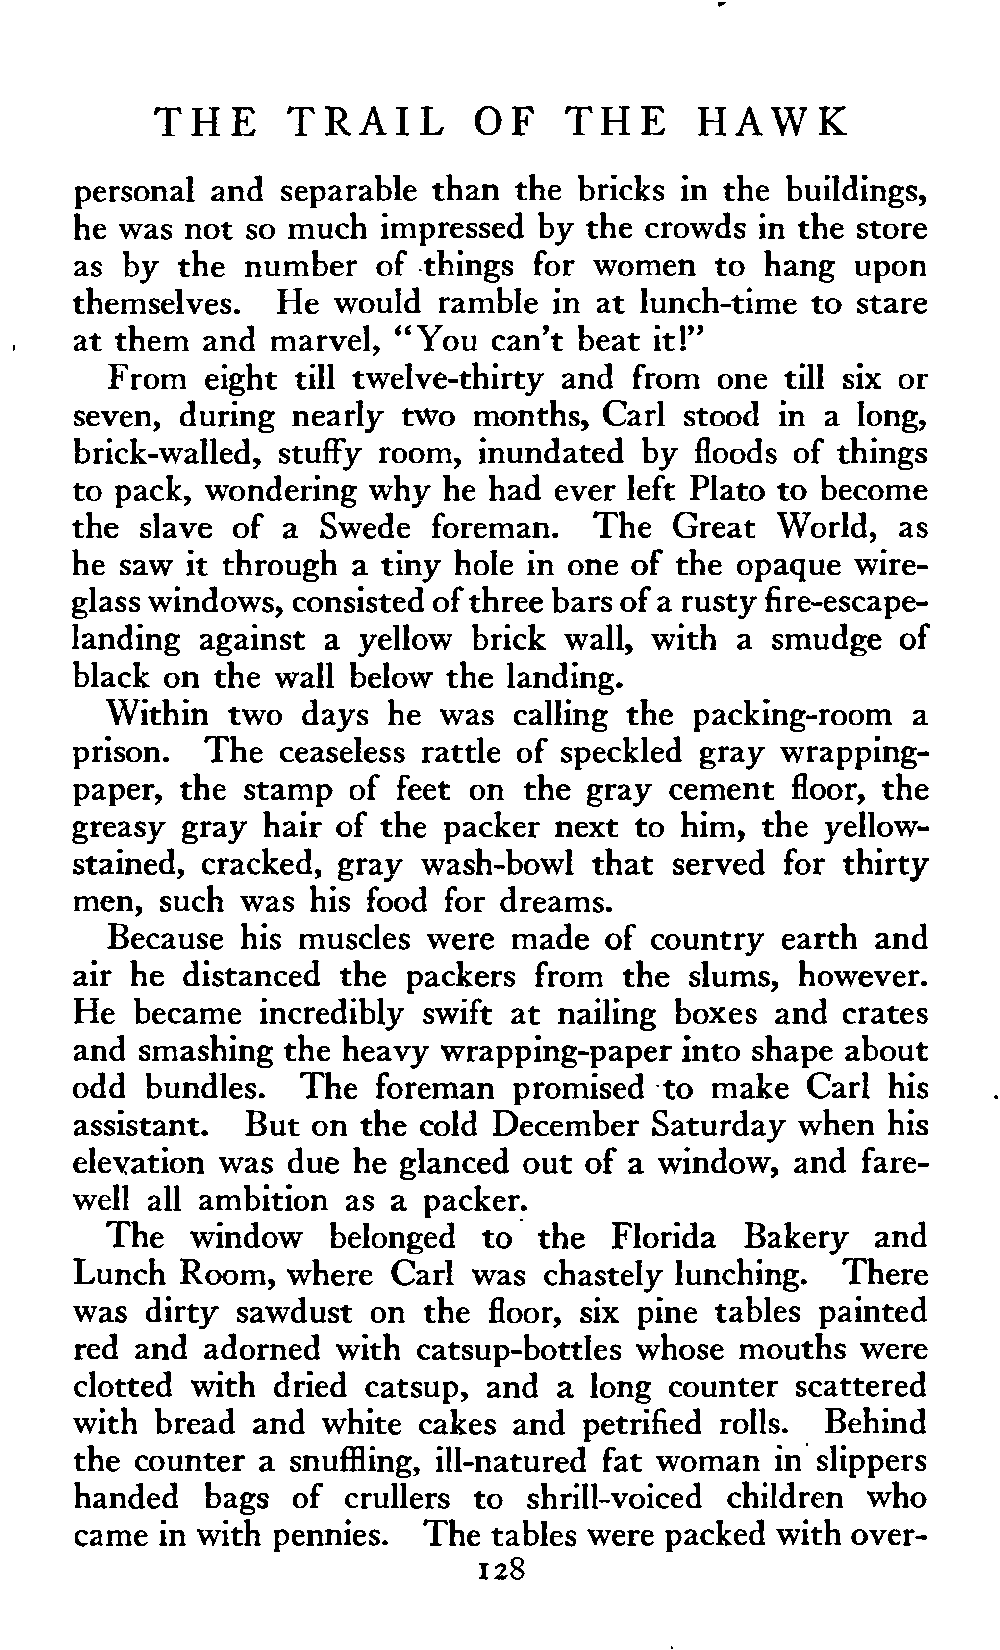 THE TRAIL OF THE HAWK
personal and separable than the bricks in the buildings,
he was not so much impressed by the crowds in the store
as by the number of things for women to hang upon
themselves. He would ramble in at lunch-time to stare
at them and marvel, “You can't beat it!”
From eight till twelve-thirty and from one till six or
seven, during nearly two months, Carl stood in a long,
brick-walled, stuffy room, inundated by floods of things
to pack, wondering why he had ever left Plato to become
the slave of a Swede foreman. The Great World, as
he saw it through a tiny hole in one of the opaque wire-
glass windows, consisted of three bars of a rusty fire-escape-
landing against a yellow brick wall, with a smudge of
black on the wall below the landing.
Within two days he was calling the packing-room a
prison. The ceaseless rattle of speckled gray wrapping-
paper, the stamp of feet on the gray cement floor, the
greasy gray hair of the packer next to him, the yellow-
stained, cracked, gray wash-bowl that served for thirty
men, such was his food for dreams.
Because his muscles were made of country earth and
air he distanced the packers from the slums, however.
He became incredibly swift at nailing boxes and crates
and smashing the heavy wrapping-paper into shape about
odd bundles. The foreman promised to make Carl his
assistant. But on the cold December Saturday when his
elevation was due he glanced out of a window, and fare-
well all ambition as a packer.
The window belonged to the Florida Bakery and
Lunch Room, where Carl was chastely lunching. There
was dirty sawdust on the floor, six pine tables painted
red and adorned with catsup-bottles whose mouths were
clotted with dried catsup, and a long counter scattered
with bread and white cakes and petrified rolls. Behind
the counter a snuffling, ill-natured fat woman in slippers
handed bags of crullers to shrill-voiced children who
came in with pennies. The tables were packed with over-
128